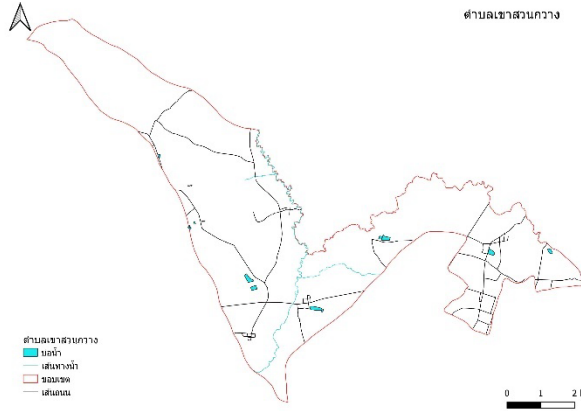 ตำบลเขาสวนกวาง
ตำบลเขาสวนกวาง
บ่อน้ำ
เส้นทางน้ำ
ขอบเขต
เส้นถนน
0 1 2